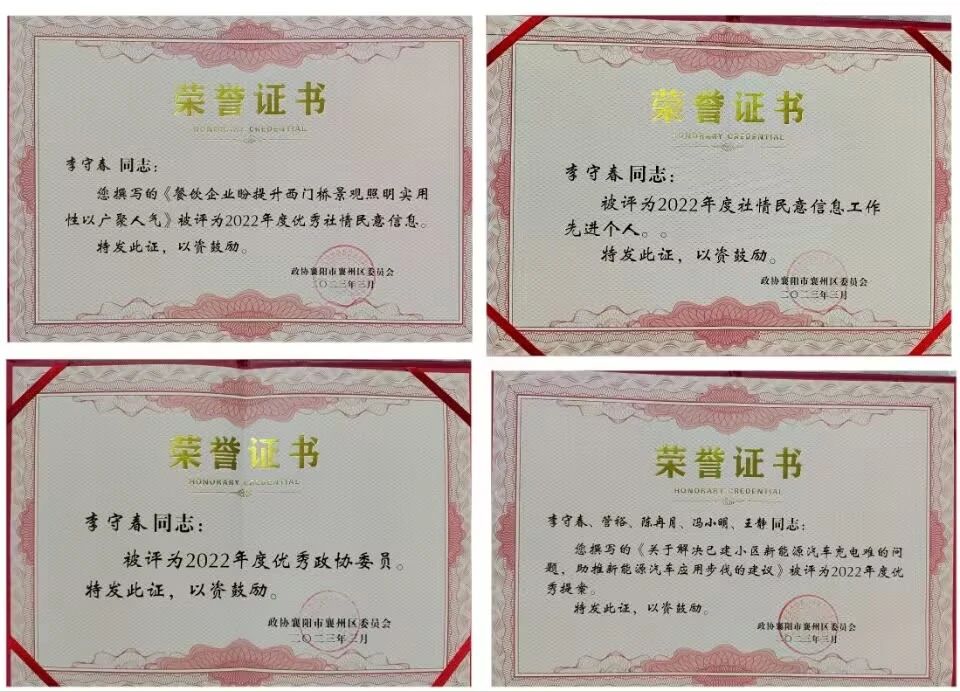 荣誉证书
HONORARY CREDENTIAL
李守春 同志：
您撰写的《餐饮企业盼提升西门桥景观照明实用
性以广聚人气》被评为2022年度优秀社情民意信息。
特发此证，以资鼓励。
政协襄阳市襄州区委员会
二〇二三年三月
荣誉证书
HONORARY CREDENTIAL
李守春同志：
被评为2022年度社情民意信息工作
先进个人。。
特发此证，以资鼓励。
政协襄阳市襄州区委员会
二〇二三年三月
荣誉证书
HONORARY CREDENTIAL
李守春同志：
被评为2022年度优秀政协委员。
特发此证，以资鼓励。
政协襄阳市襄州区委员会
二〇二三年三月
荣誉证书
HONORARY CREDENTIAL
李守春、管裕、陈冉月、冯小明、王静同志：
您撰写的《关于解决已建小区新能源汽车充电难的问
题，助推新能源汽车应用步伐的建议》被评为2022年度优
秀提案。
特发此证，以资鼓励。
政协襄阳市襄州区委员会
二〇二三年三月